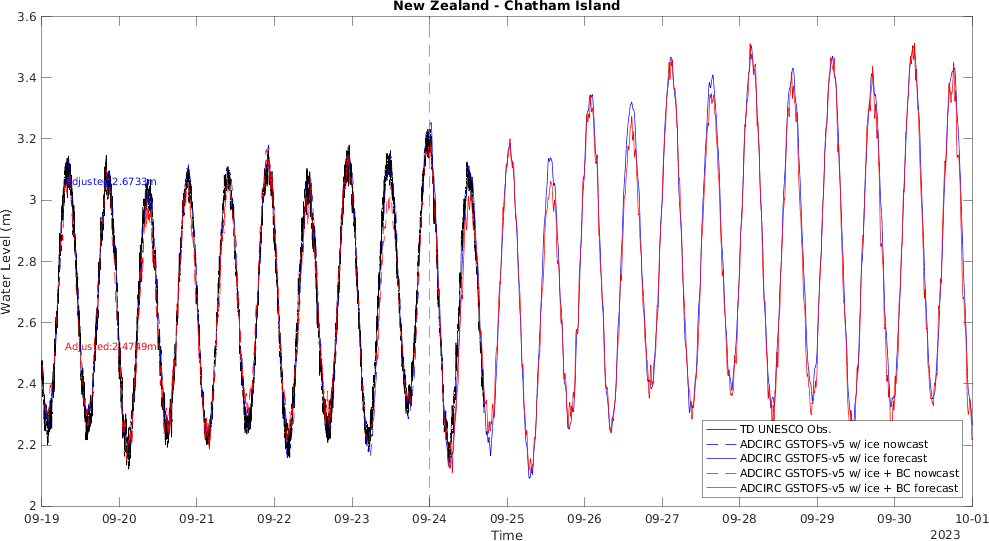 New Zealand - Chatham Island
3.6
3.4
3.2
3
2.8
2.6
2.4
2.2
2
Water Level (m)
Adjusted:2.6733m
Adjusted:2.4749m
TD UNESCO Obs.
ADCIRC GSTOFS-v5 w/ ice nowcast
ADCIRC GSTOFS-v5 w/ ice forecast
ADCIRC GSTOFS-v5 w/ ice + BC nowcast
ADCIRC GSTOFS-v5 w/ ice + BC forecast
09-19 09-20 09-21 09-22 09-23 09-24 09-25 09-26 09-27 09-28 09-29 09-30 10-01
Time
2023